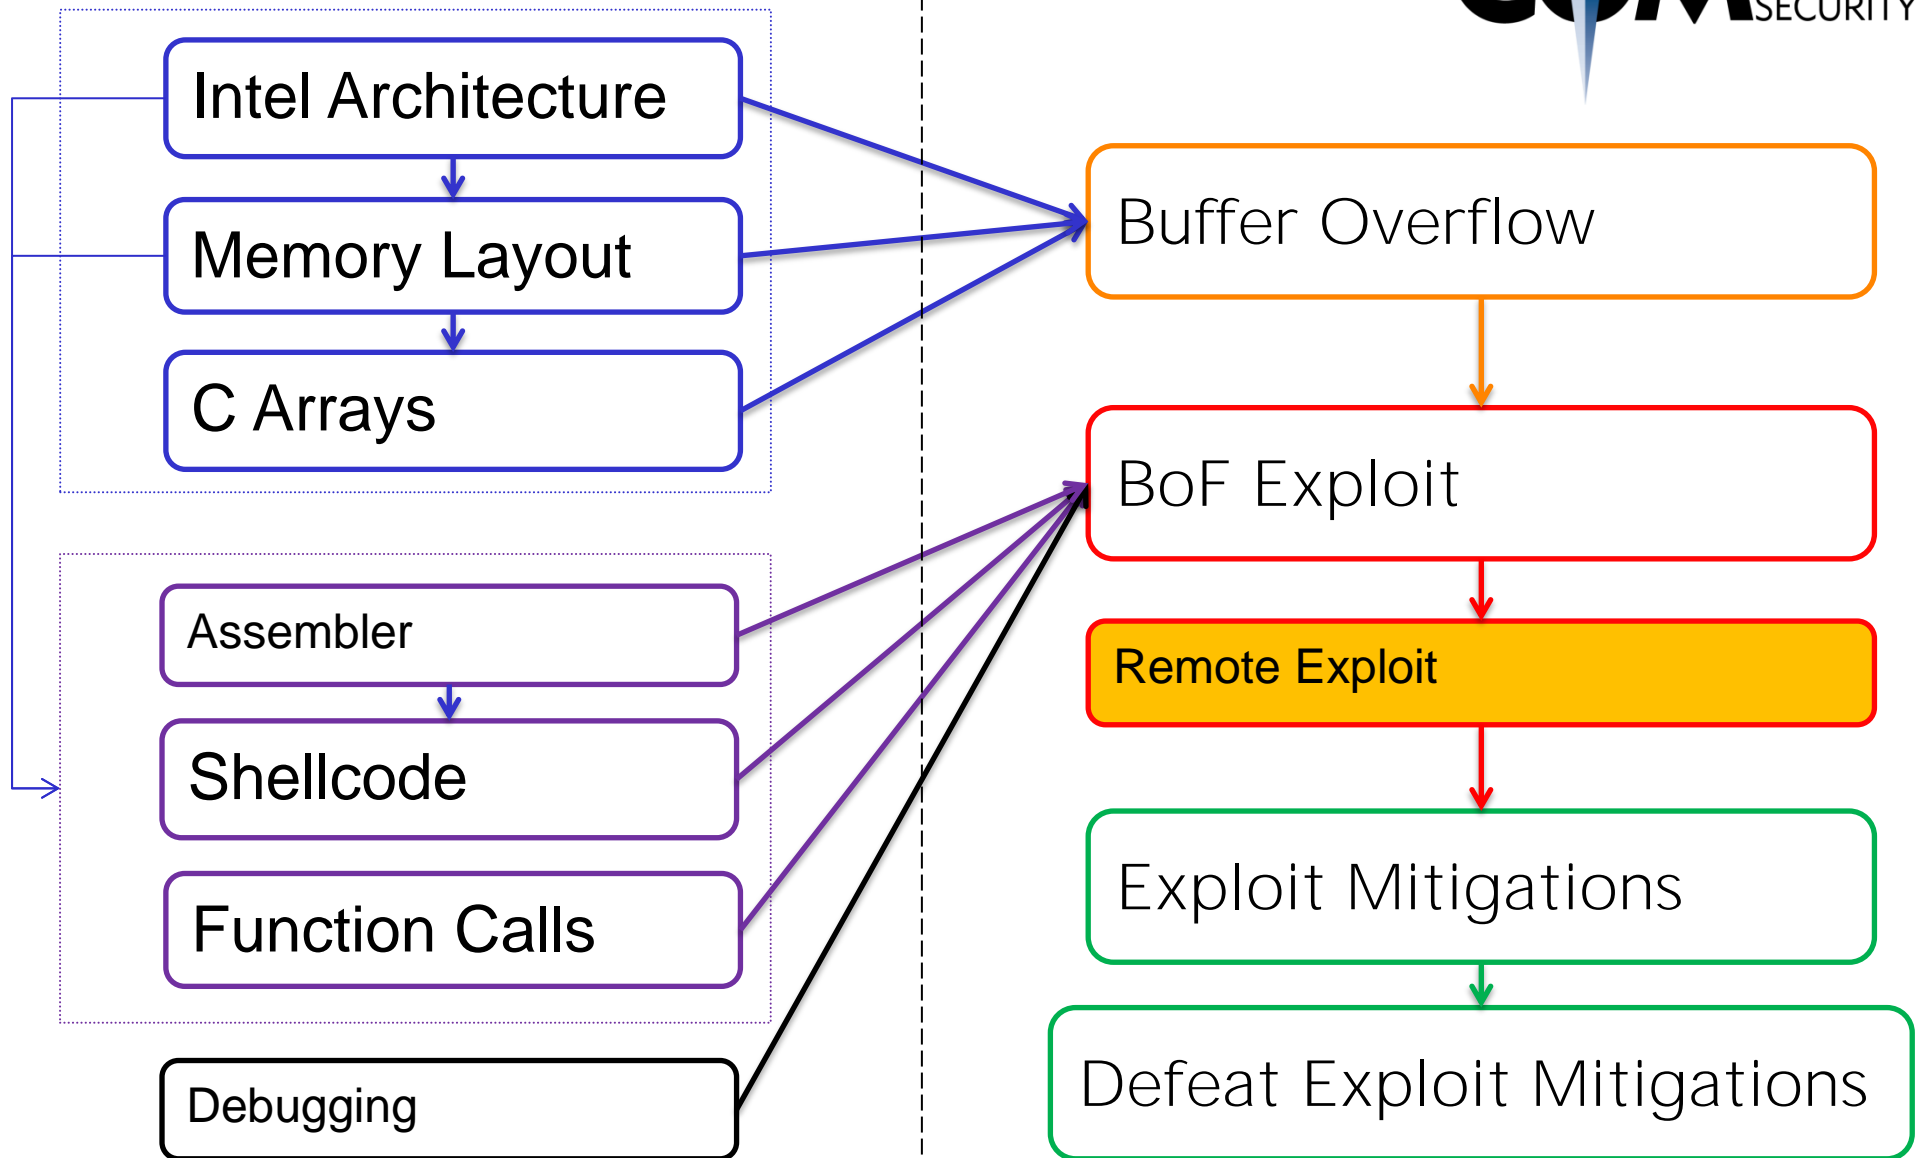 SECURITY
Intel Architecture
Memory Layout
C Arrays
Assembler
Shellcode
Function Calls
Debugging
Buffer Overflow
BoF Exploit
Remote Exploit
Exploit Mitigations
Defeat Exploit Mitigations